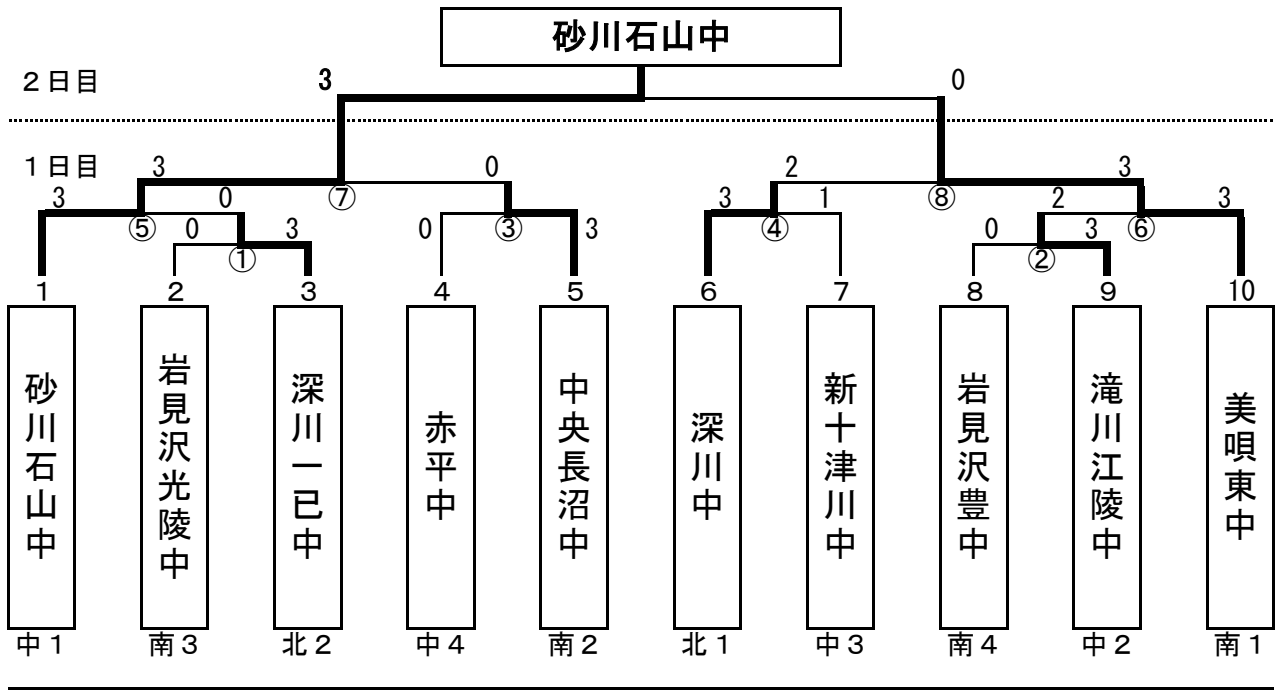 砂川石山中
２日目 3 0
１日目 3 0 2 3
3 0 ⑦ 3 1 ⑧ 2 3
⑤ 0 3 0 ③ 3 ④ 0 3 ⑥
① ②
1 2 3 4 5 6 7 8 9 10
砂川石山中
岩見沢光陵中
深川一已中
赤平中
中央長沼中
深川中
新十津川中
岩見沢豊中
滝川江陵中
美唄東中
中１ 南３ 北２ 中４ 南２ 北１ 中３ 南４ 中２ 南１